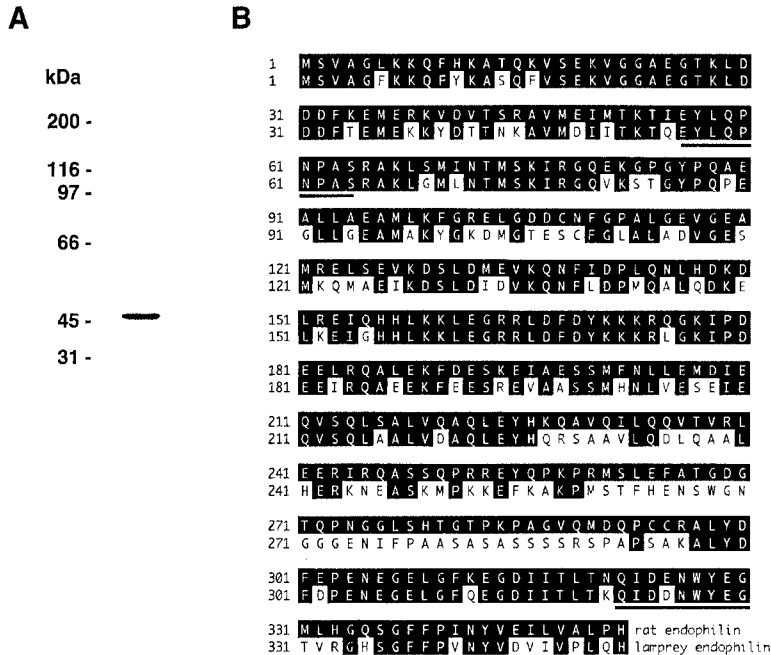 A
B
kDa
200 -
116 -
97 -
66 -
45 -
31 -
1 MSVAGLKKQFHKATQKVSEKVGGAEGTKLD
1 MSVAGFKKQFYKASQFVSEKVGGAEGTKLD
31 DDFKEMERKVDVTSRAVMEIMTKTIEYLQP
31 DDFTEMEKKYDTTNKAVMDIITKTQEYLQP
61 NPASRAKLSMINTMSKIRGQEKGPGYPQAE
61 NPASRAKLGMLNTMSKIRGQVKSTGYPQPE
91 ALLAEAMLKFGRELGDDCNFGPALGEVGEA
91 GLLGEAMAKYGKDMGTESCFGLALADVGES
121 MRELSEVKDSLDMEVKQNFIDPLQNLHDKD
121 MKQMAEIKDSLDIDVKQNFLDPMQALQDKE
151 LREIQHHLKKLEGRRLDFDYKKKRQGKIPD
151 LKEIGHHLKKLEGRRLDFDYKKKRLGKIPD
181 EELRQALEKFDESKEIAESSMFNLLEMDIE
181 EEIRQAEEKFEESREVAASSMHNLVESEIE
211 QVSQLSALVQAQLEYHKQAVQILQQVTVRL
211 QVSQLAALVDAQLEYHQRSAAVLQDLQAAL
241 EERIRQASSQPRREYQPKPRMSLEFATGDG
241 HERKNEASKMPKKEFKAKPMSTFHENSWGN
271 TQPNGGLSHTGTPKPAGVQMDQPCCRALYD
271 GGGENIFPAASASASSSSRSPAPSAKALYD
301 FEPENEGELGFKEGDIITLTNQIDENWYEG
301 FDPENEGELGFQEGDIITLTKQIDDNWYEG
331 MLHGQSGFFPINYVEILVALPH rat endophilin
331 TVRGHSGFFPVNYVDVIVPLQH lamprey endophilin